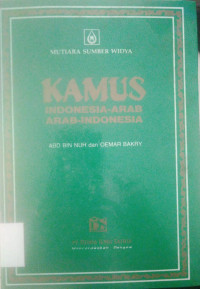 MUTIARA SUMBER WIDYA
KAMUS
INDONESIA-ARAB
ARAB-INDONESIA
ABD BIN NUH dan OEMAR BAKRY